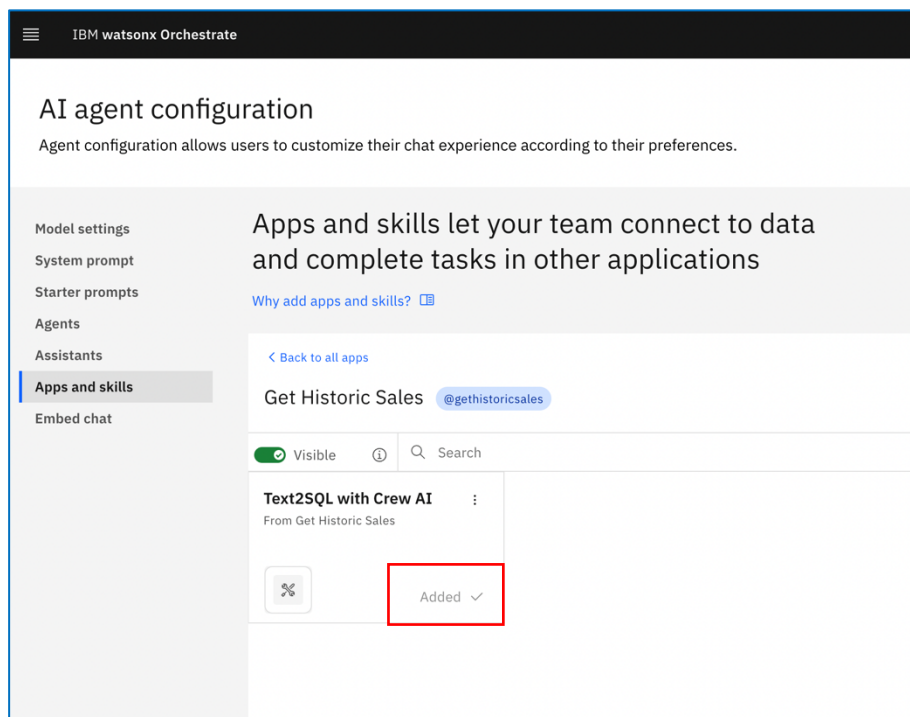 IBM watsonx Orchestrate
AI agent configuration
Agent configuration allows users to customize their chat experience according to their preferences.
Model settings
System prompt
Starter prompts
Agents
Assistants
Apps and skills
Embed chat
Apps and skills let your team connect to data
and complete tasks in other applications
Why add apps and skills?
Back to all apps
Get Historic Sales @gethistoricsales
Visible Search
Text2SQL with Crew AI
From Get Historic Sales
Added